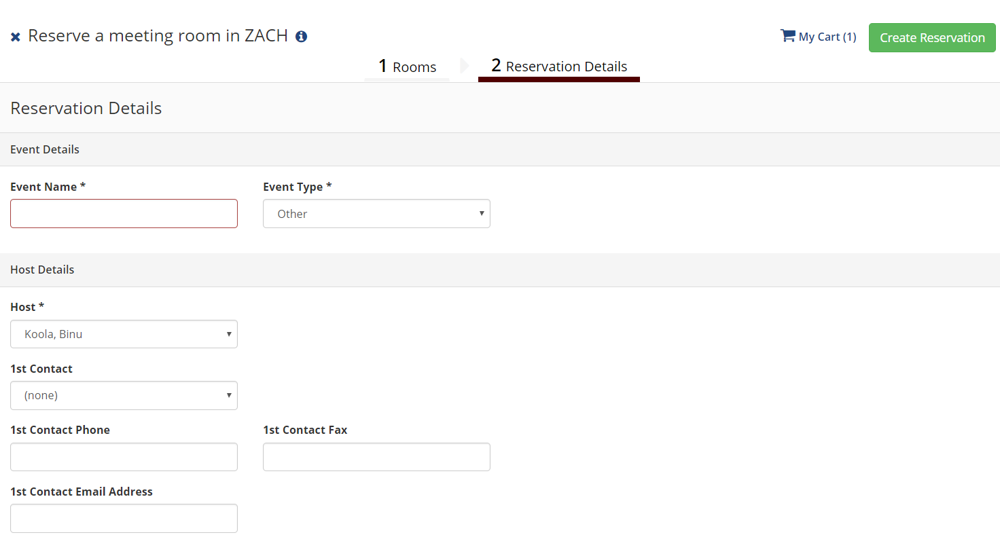 Reserve a meeting room in ZACH
My Cart (1)
Create Reservation
1 Rooms
2 Reservation Details
Reservation Details
Event Details
Event Name *
Event Type *
Other
Host Details
Host *
Koola, Binu
1st Contact
(none)
1st Contact Phone
1st Contact Fax
1st Contact Email Address